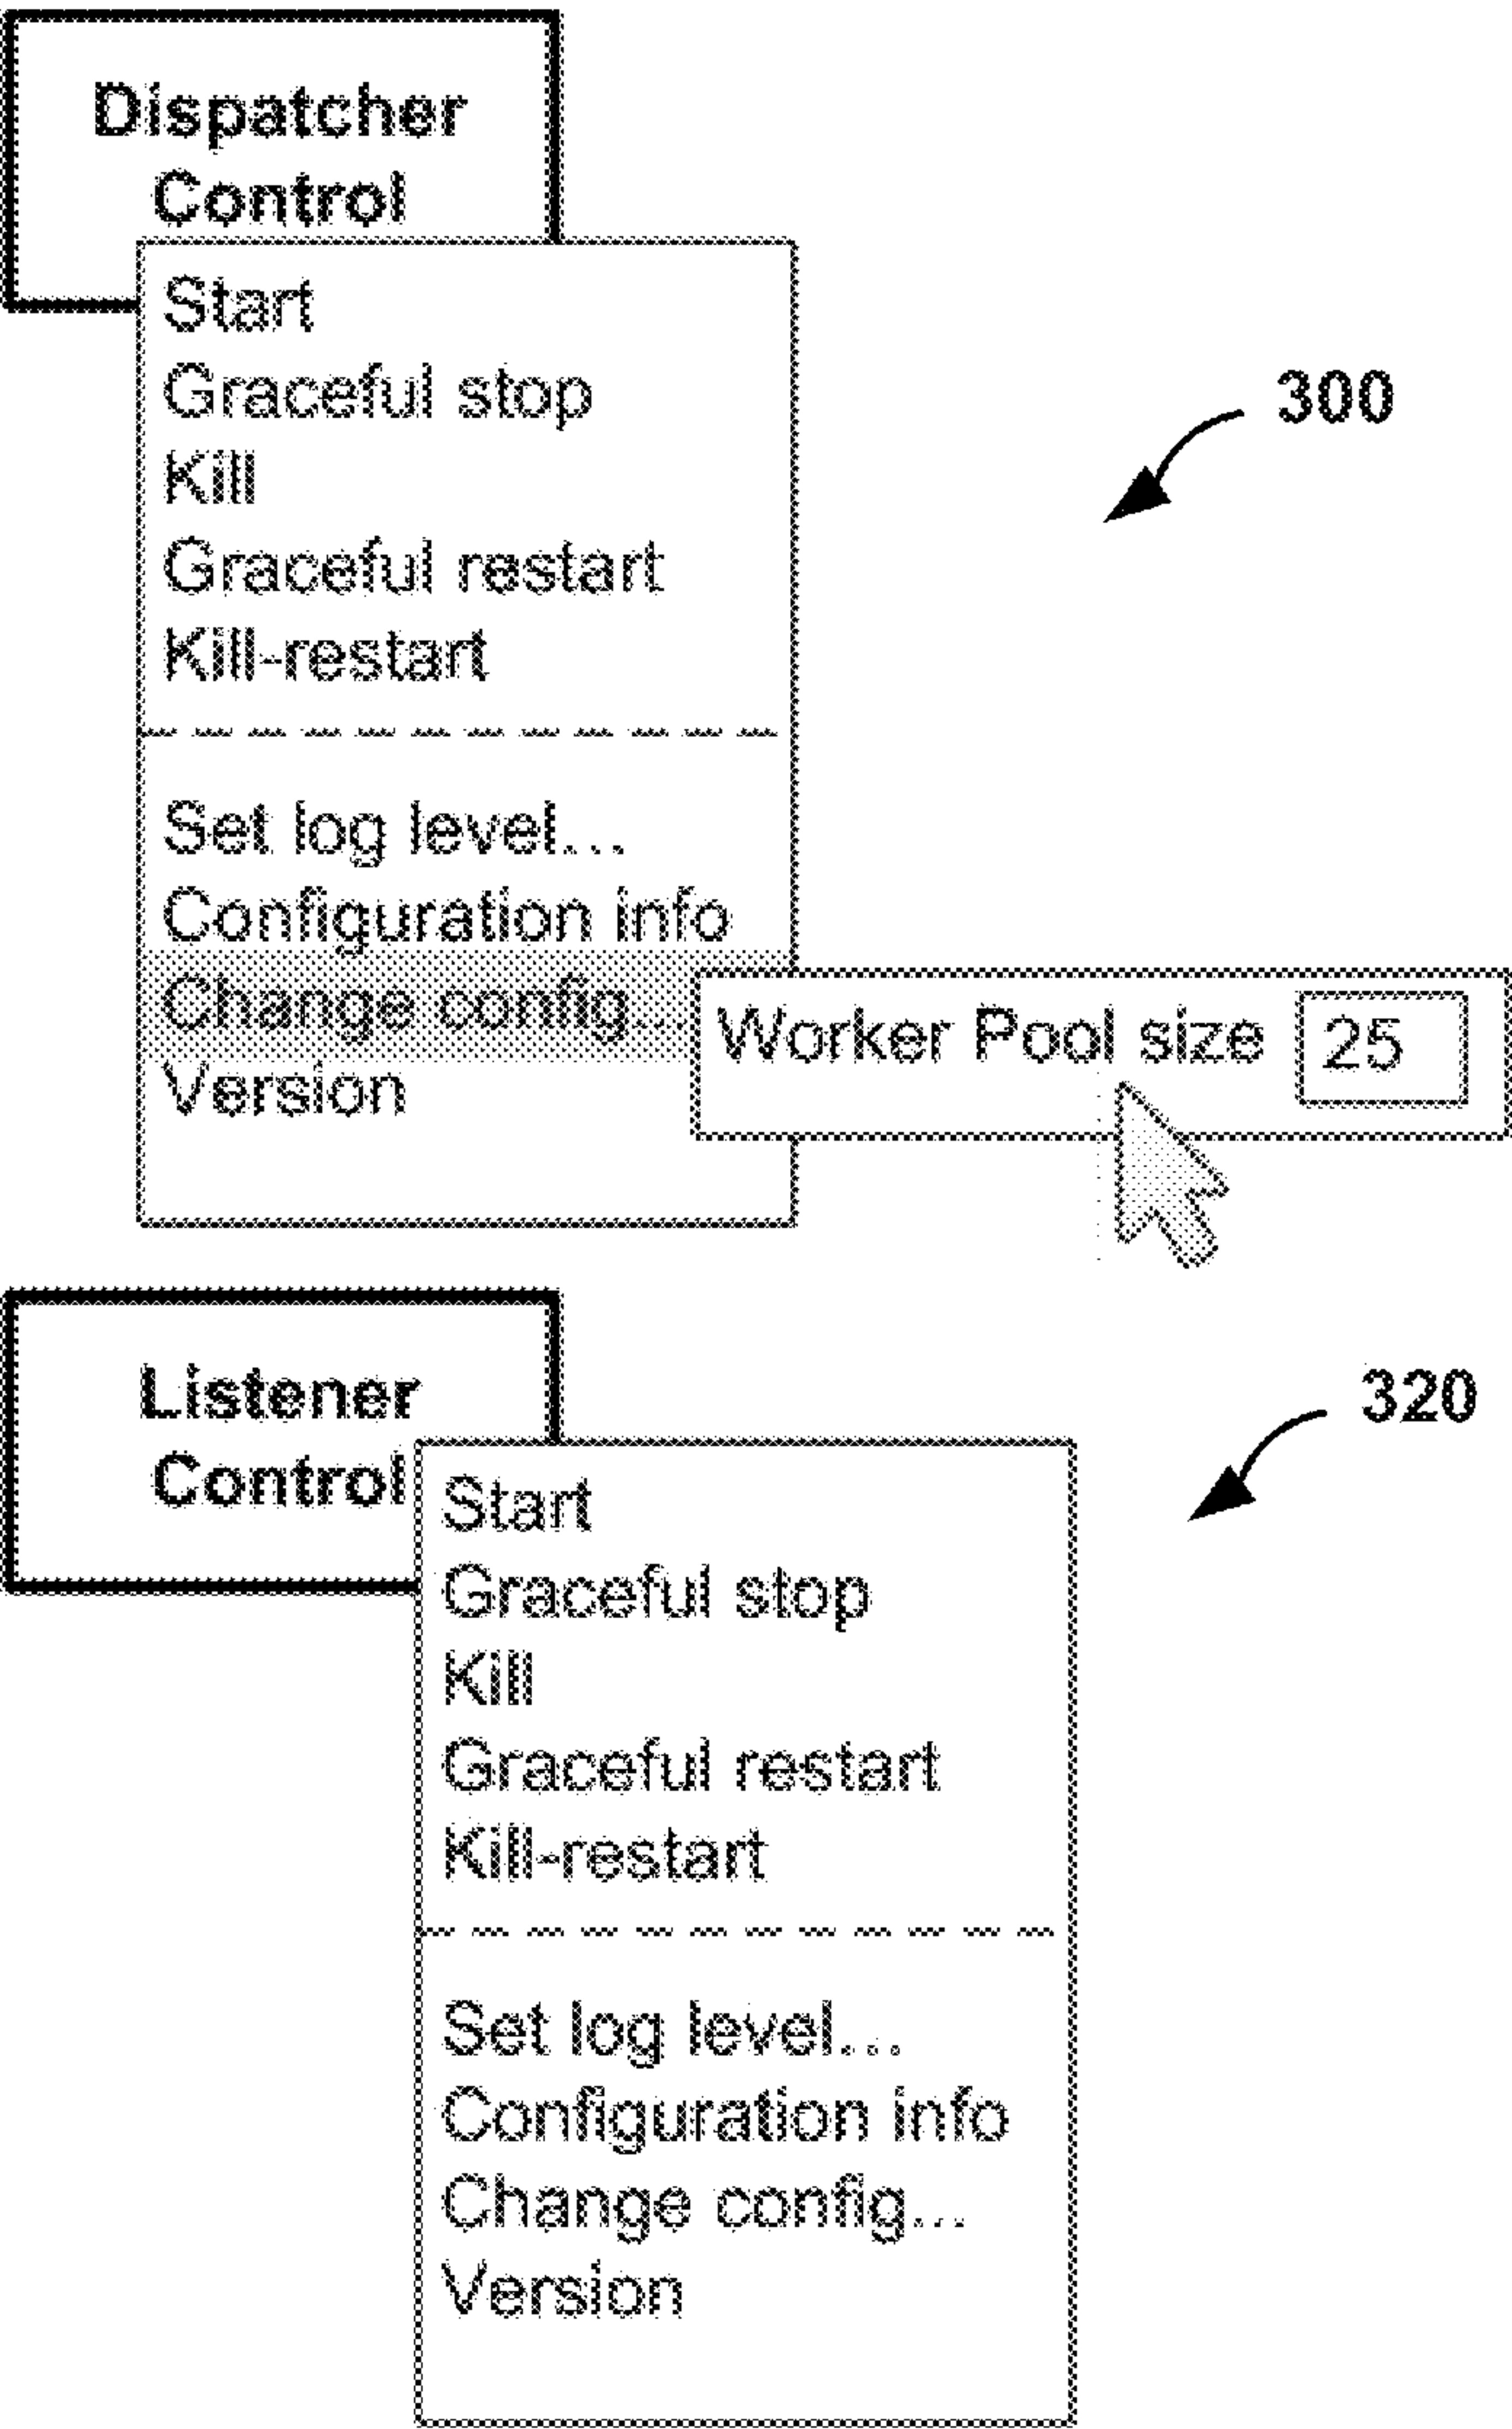 Dispatcher
Control
Start
Graceful stop
Kill
Graceful restart
Kill-restart
300
Set log level...
Configuration info
Change config...
Worker Pool size 25
Version
Listener
Control
320
Start
Graceful stop
Kill
Graceful restart
Kill-restart
Set log level...
Configuration info
Change config...
Version